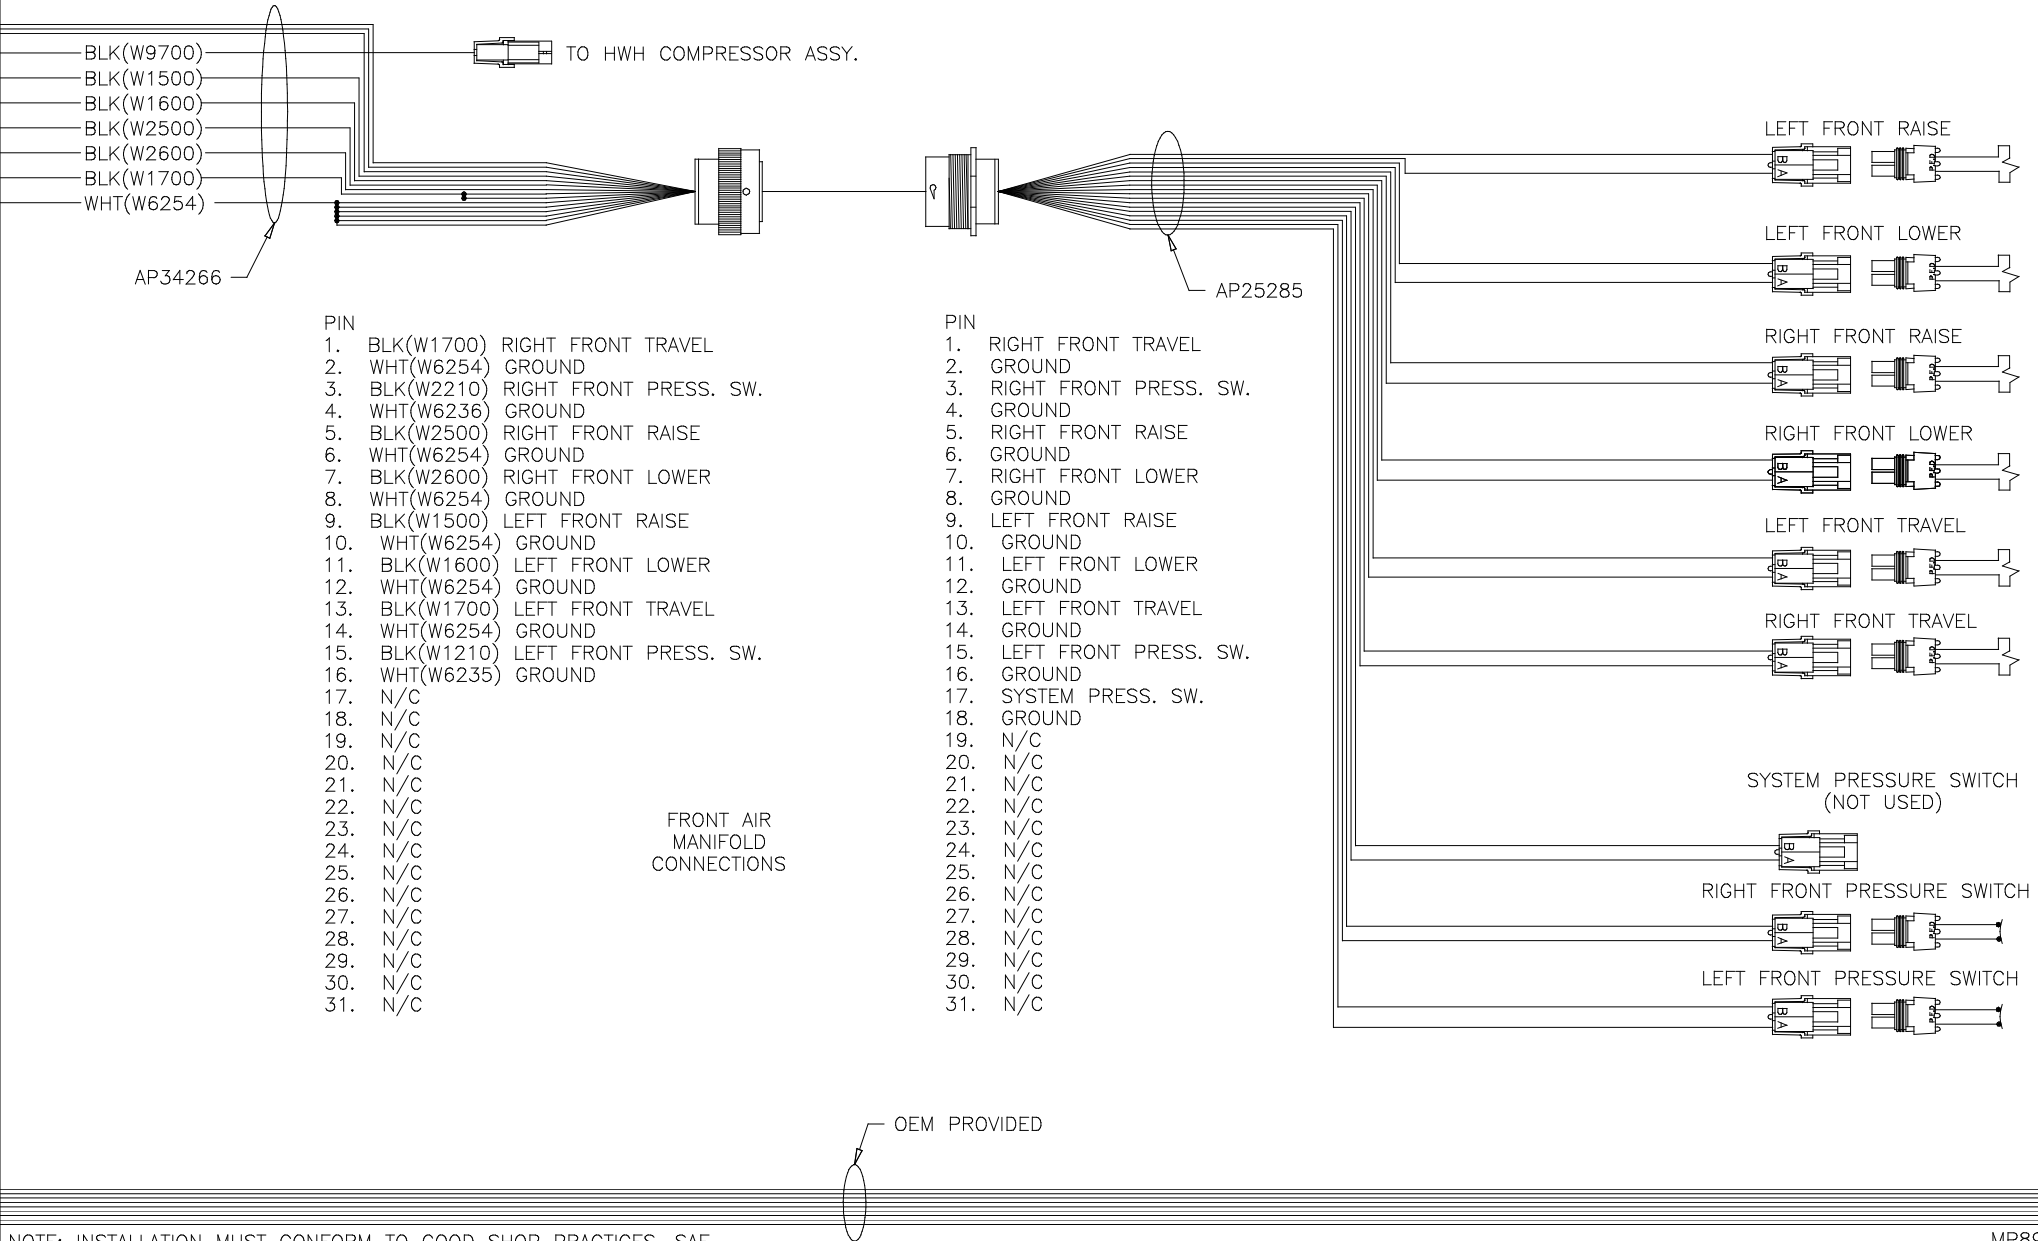 BLK(W9700)
TO HWH COMPRESSOR ASSY.
BLK(W1500)
BLK(W1600)
BLK(W2500)
BLK(W2600)
BLK(W1700)
WHT(W6254)
AP34266
AP25285
PIN
1. BLK(W1700) RIGHT FRONT TRAVEL
2. WHT(W6254) GROUND
3. BLK(W2210) RIGHT FRONT PRESS. SW.
4. WHT(W6236) GROUND
5. BLK(W2500) RIGHT FRONT RAISE
6. WHT(W6254) GROUND
7. BLK(W2600) RIGHT FRONT LOWER
8. WHT(W6254) GROUND
9. BLK(W1500) LEFT FRONT RAISE
10. WHT(W6254) GROUND
11. BLK(W1600) LEFT FRONT LOWER
12. WHT(W6254) GROUND
13. BLK(W1700) LEFT FRONT TRAVEL
14. WHT(W6254) GROUND
15. BLK(W1210) LEFT FRONT PRESS. SW.
16. WHT(W6235) GROUND
17. N/C
18. N/C
19. N/C
20. N/C
21. N/C
22. N/C
23. N/C
24. N/C
25. N/C
26. N/C
27. N/C
28. N/C
29. N/C
30. N/C
31. N/C
FRONT AIR
MANIFOLD
CONNECTIONS
PIN
1. RIGHT FRONT TRAVEL
2. GROUND
3. RIGHT FRONT PRESS. SW.
4. GROUND
5. RIGHT FRONT RAISE
6. GROUND
7. RIGHT FRONT LOWER
8. GROUND
9. LEFT FRONT RAISE
10. GROUND
11. LEFT FRONT LOWER
12. GROUND
13. LEFT FRONT TRAVEL
14. GROUND
15. LEFT FRONT PRESS. SW.
16. GROUND
17. SYSTEM PRESS. SW.
18. GROUND
19. N/C
20. N/C
21. N/C
22. N/C
23. N/C
24. N/C
25. N/C
26. N/C
27. N/C
28. N/C
29. N/C
30. N/C
31. N/C
LEFT FRONT RAISE
B
A
LEFT FRONT LOWER
B
A
RIGHT FRONT RAISE
B
A
RIGHT FRONT LOWER
B
A
LEFT FRONT TRAVEL
B
A
RIGHT FRONT TRAVEL
B
A
SYSTEM PRESSURE SWITCH
(NOT USED)
B
A
RIGHT FRONT PRESSURE SWITCH
B
A
LEFT FRONT PRESSURE SWITCH
B
A
OEM PROVIDED
NOTE: INSTALLATION MUST CONFORM TO GOOD SHOP PRACTICES, SAE
MP89